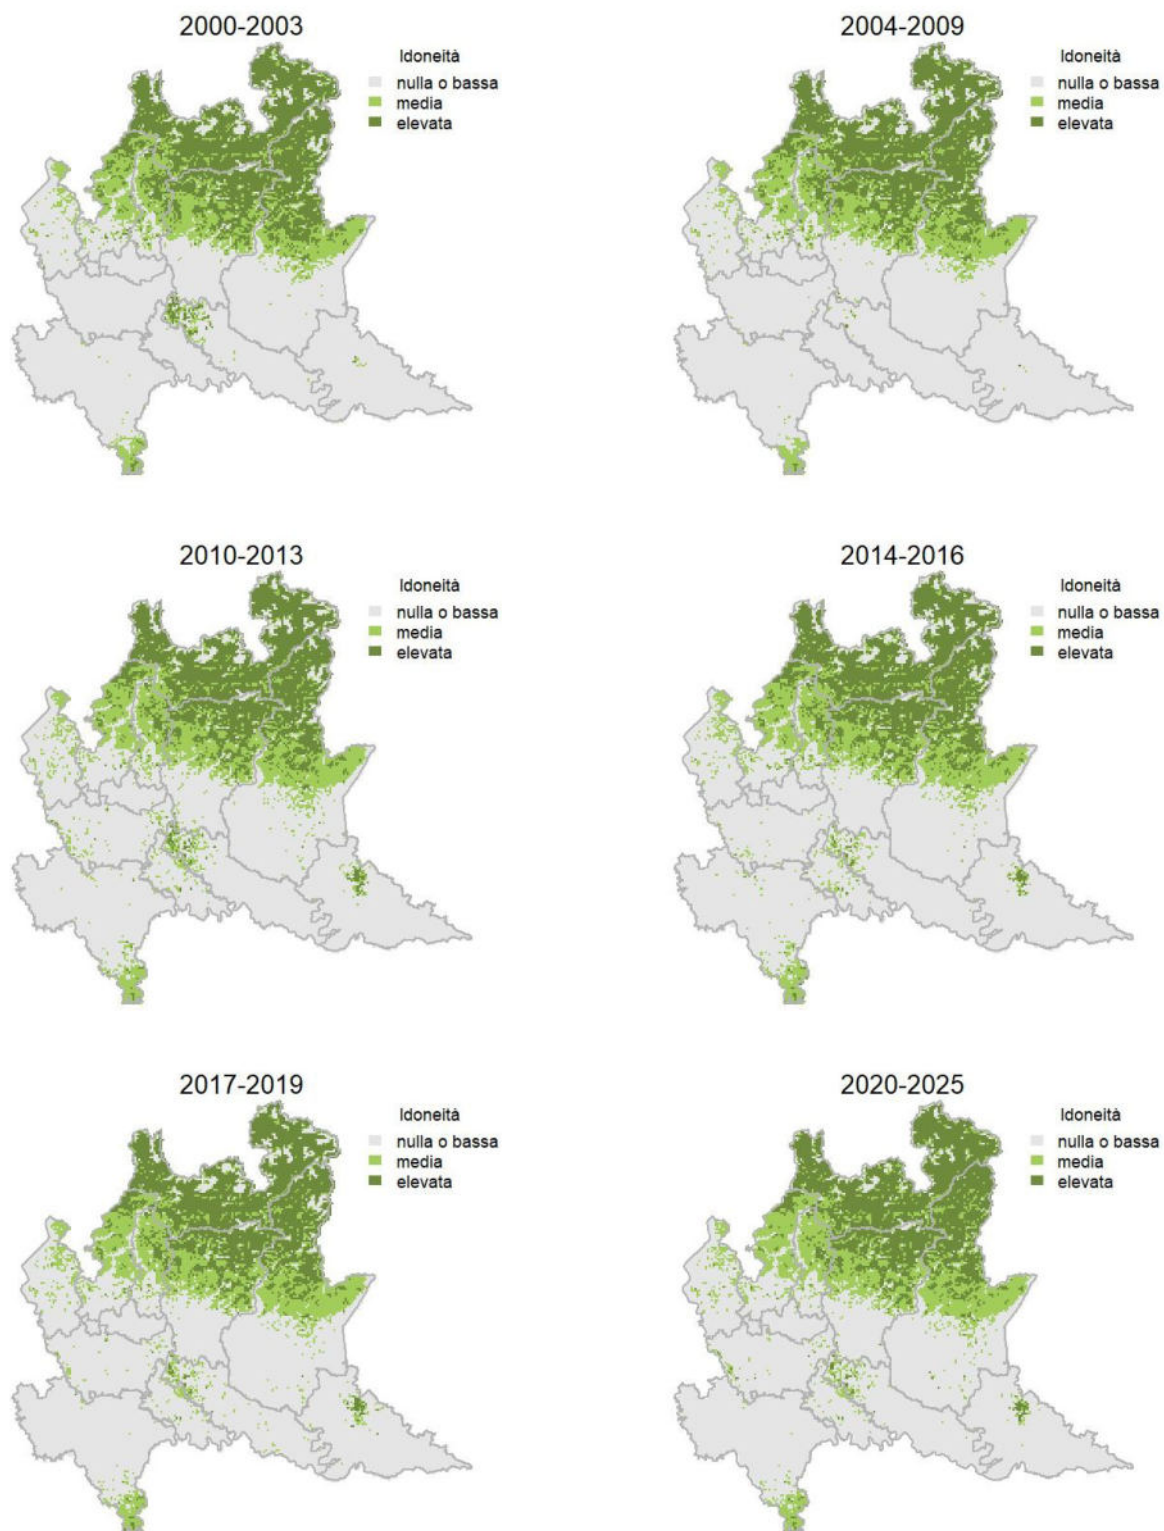 2000-2003
Idoneità
nulla o bassa
media
elevata
2004-2009
Idoneità
nulla o bassa
media
elevata
2010-2013
Idoneità
nulla o bassa
media
elevata
2014-2016
Idoneità
nulla o bassa
media
elevata
2017-2019
Idoneità
nulla o bassa
media
elevata
2020-2025
Idoneità
nulla o bassa
media
elevata